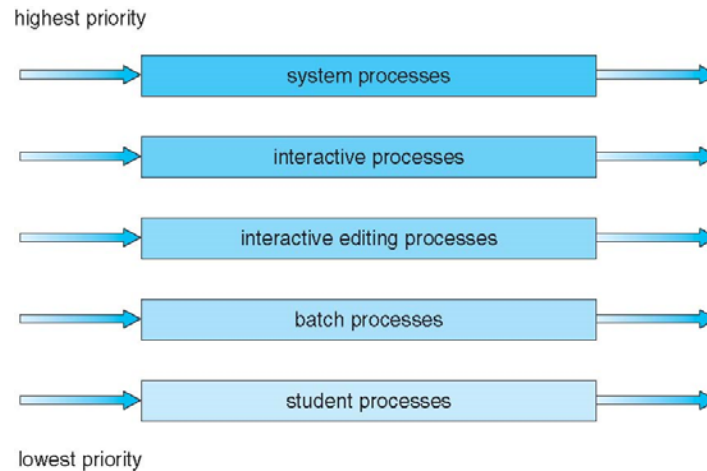 highest priority
system processes
interactive processes
interactive editing processes
batch processes
student processes
lowest priority